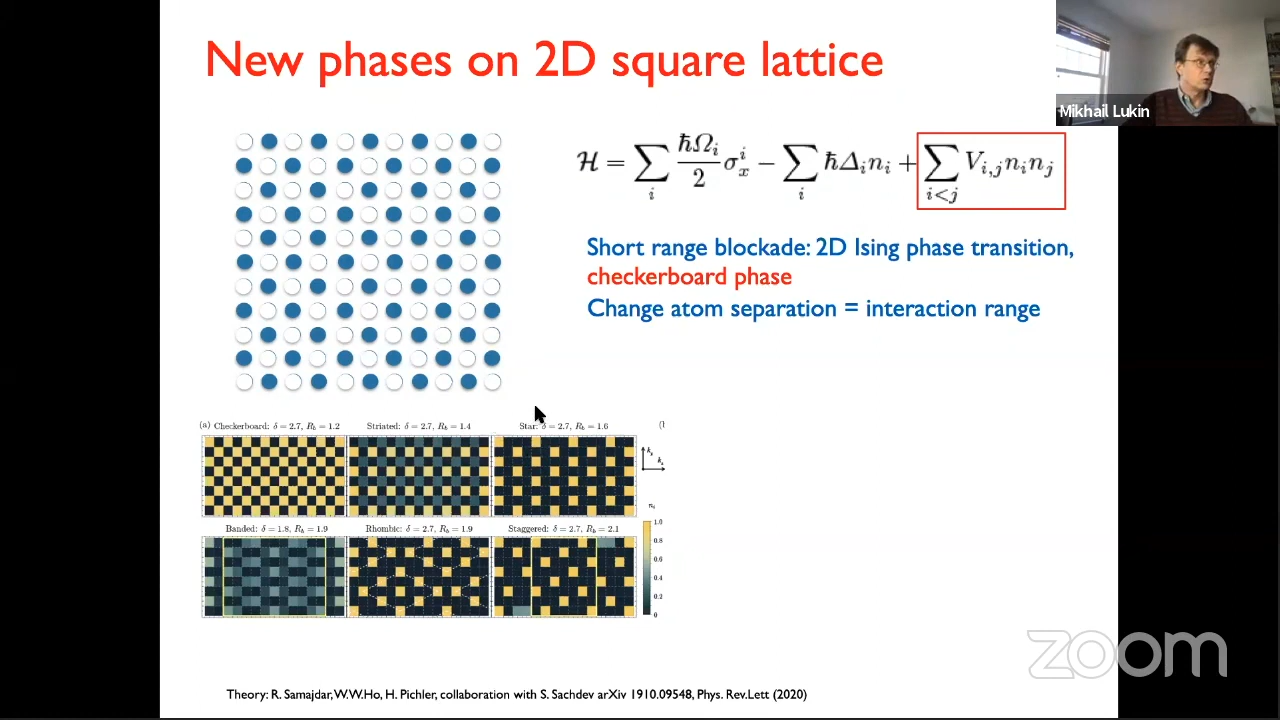 New phases on 2D square lattice
Mikhail Lukin
ℋ = ∑_i ħΩ_i/2 σ_x^i − ∑_i ħΔ_i n_i + ∑_{i<j} V_{i,j} n_i n_j
Short range blockade: 2D Ising phase transition,
checkerboard phase
Change atom separation = interaction range
(a) Checkerboard: δ = 2.7, R_b = 1.2
Striated: δ = 2.7, R_b = 1.4
Star: δ = 2.7, R_b = 1.6
Banded: δ = 1.8, R_b = 1.9
Rhombic: δ = 2.7, R_b = 1.9
Staggered: δ = 2.7, R_b = 2.1
n_i
1.0
0.8
0.6
0.4
0.2
0
zoom
Theory: R. Samajdar, W.W.Ho, H. Pichler, collaboration with S. Sachdev arXiv 1910.09548, Phys. Rev.Lett (2020)